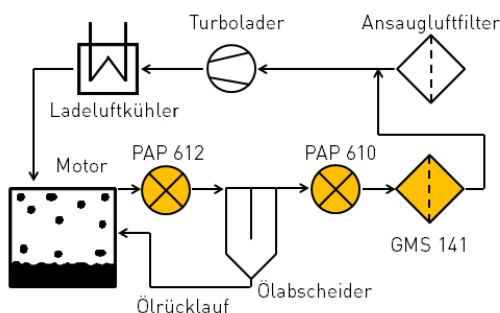 Turbolader
Ansaugluftfilter
Ladeluftkühler
Motor
PAP 612
PAP 610
GMS 141
Ölabscheider
Ölrücklauf